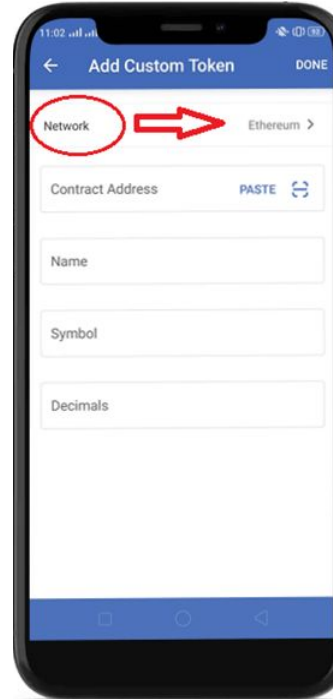 11:02
Add Custom Token DONE
Network Ethereum >
Contract Address PASTE
Name
Symbol
Decimals